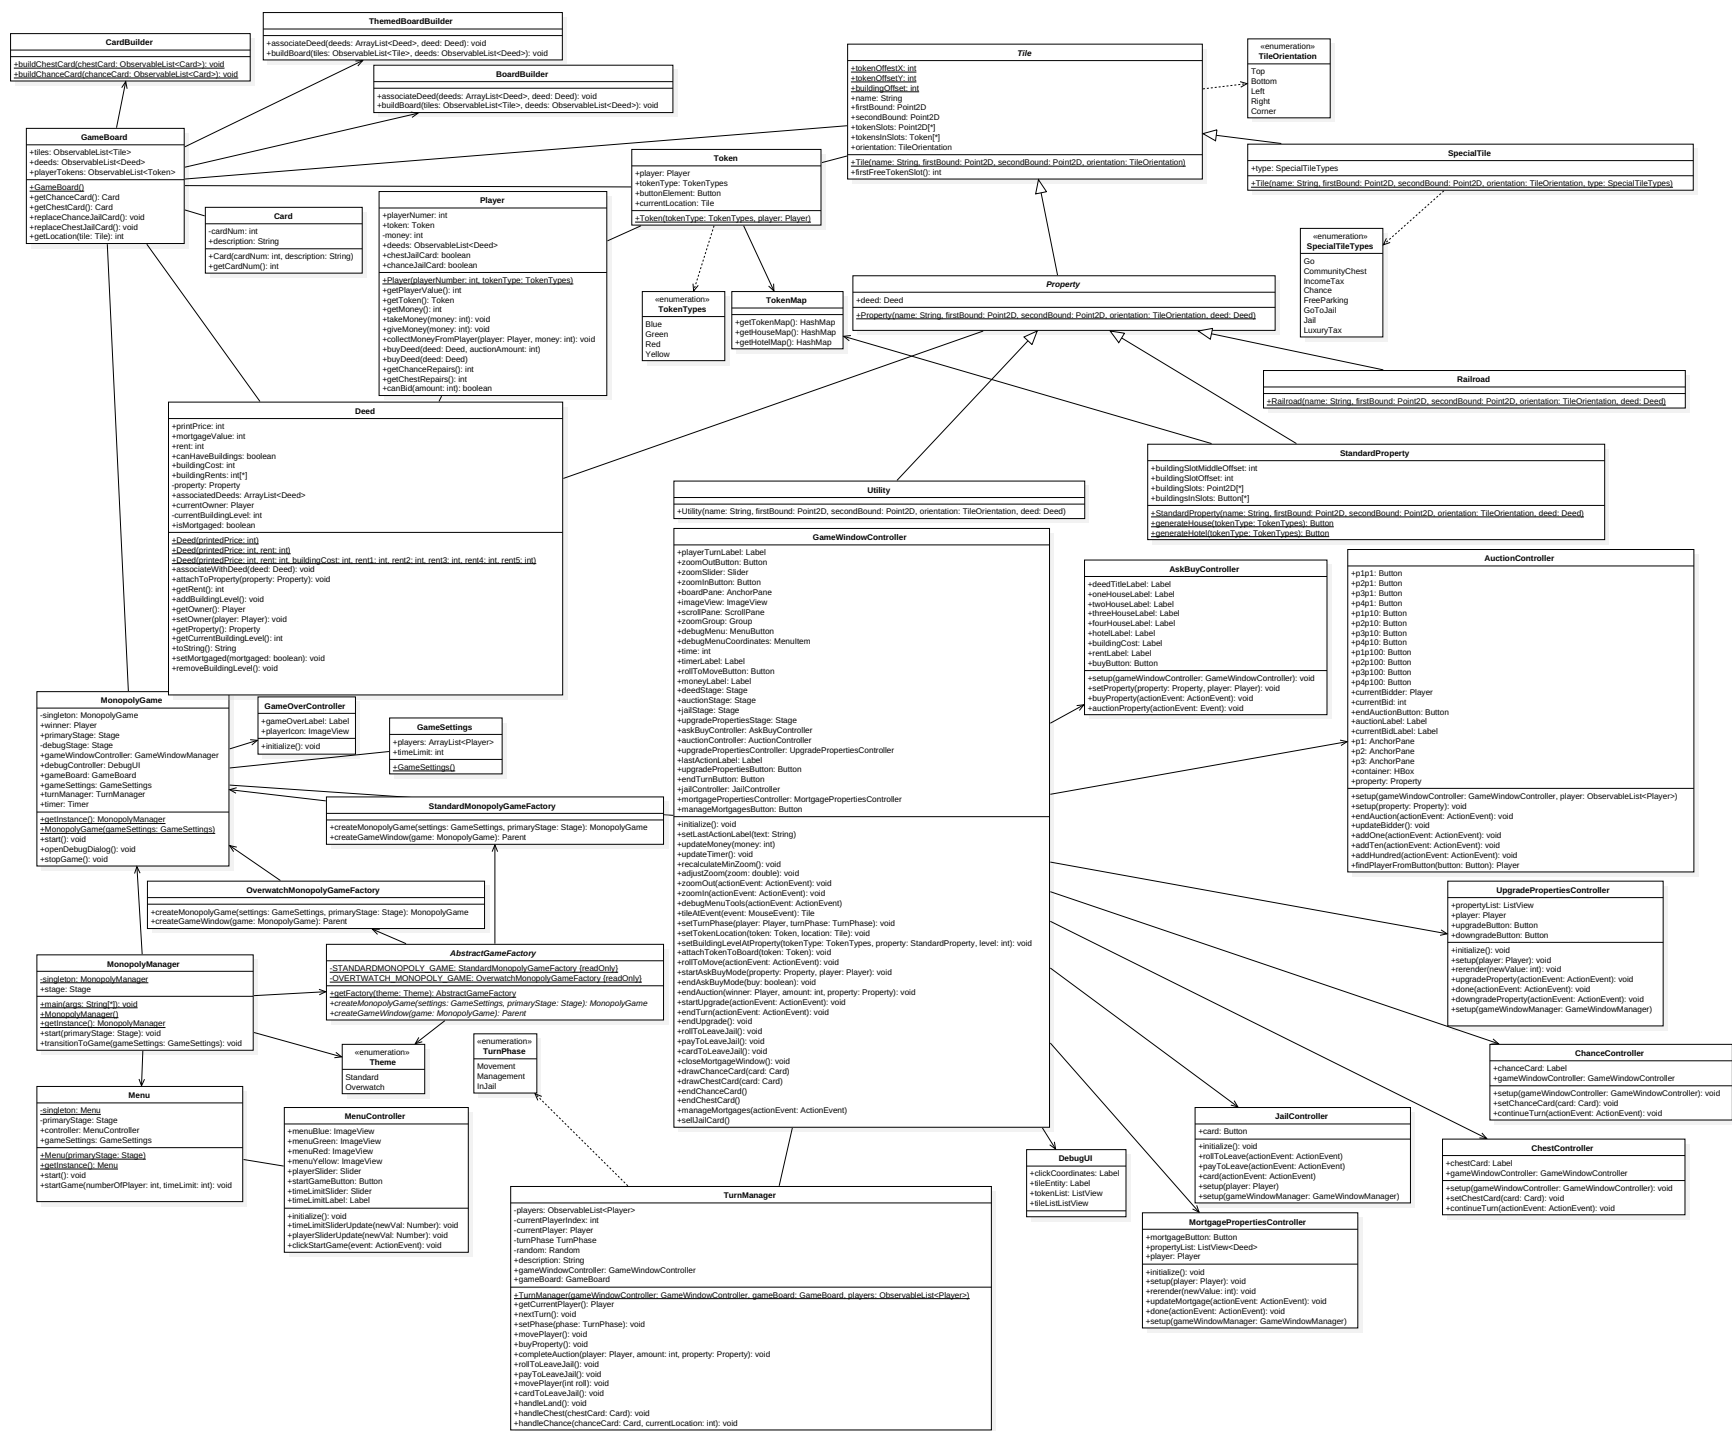 ThemedBoardBuilder
+associateDeed(deeds: ArrayList<Deed>, deed: Deed): void
+buildBoard(tiles: ObservableList<Tile>, deeds: ObservableList<Deed>): void
CardBuilder
+buildChestCard(chestCard: ObservableList<Card>): void
+buildChanceCard(chanceCard: ObservableList<Card>): void
BoardBuilder
+associateDeed(deeds: ArrayList<Deed>, deed: Deed): void
+buildBoard(tiles: ObservableList<Tile>, deeds: ObservableList<Deed>): void
Tile
+tokenOffestX: int
+tokenOffsetY: int
+buildingOffset: int
+name: String
+firstBound: Point2D
+secondBound: Point2D
+tokenSlots: Point2D[*]
+tokensInSlots: Token[*]
+orientation: TileOrientation
+Tile(name: String, firstBound: Point2D, secondBound: Point2D, orientation: TileOrientation)
+firstFreeTokenSlot(): int
«enumeration»
TileOrientation
Top
Bottom
Left
Right
Corner
GameBoard
+tiles: ObservableList<Tile>
+deeds: ObservableList<Deed>
+playerTokens: ObservableList<Token>
+GameBoard()
+getChanceCard(): Card
+getChestCard(): Card
+replaceChanceJailCard(): void
+replaceChestJailCard(): void
+getLocation(tile: Tile): int
SpecialTile
+type: SpecialTileTypes
+Tile(name: String, firstBound: Point2D, secondBound: Point2D, orientation: TileOrientation, type: SpecialTileTypes)
Token
+player: Player
+tokenType: TokenTypes
+buttonElement: Button
+currentLocation: Tile
+Token(tokenType: TokenTypes, player: Player)
Player
+playerNumer: int
+token: Token
-money: int
+deeds: ObservableList<Deed>
+chestJailCard: boolean
+chanceJailCard: boolean
+Player(playerNumber: int, tokenType: TokenTypes)
+getPlayerValue(): int
+getToken(): Token
+getMoney(): int
+takeMoney(money: int): void
+giveMoney(money: int): void
+collectMoneyFromPlayer(player: Player, money: int): void
+buyDeed(deed: Deed, auctionAmount: int)
+buyDeed(deed: Deed)
+getChanceRepairs(): int
+getChestRepairs(): int
+canBid(amount: int): boolean
Card
-cardNum: int
+description: String
+Card(cardNum: int, description: String)
+getCardNum(): int
«enumeration»
SpecialTileTypes
Go
CommunityChest
IncomeTax
Chance
FreeParking
GoToJail
Jail
LuxuryTax
«enumeration»
TokenTypes
Blue
Green
Red
Yellow
TokenMap
+getTokenMap(): HashMap
+getHouseMap(): HashMap
+getHotelMap(): HashMap
Property
+deed: Deed
+Property(name: String, firstBound: Point2D, secondBound: Point2D, orientation: TileOrientation, deed: Deed)
Railroad
+Railroad(name: String, firstBound: Point2D, secondBound: Point2D, orientation: TileOrientation, deed: Deed)
Deed
+printPrice: int
+mortgageValue: int
+rent: int
+canHaveBuildings: boolean
+buildingCost: int
+buildingRents: int[*]
-property: Property
+associatedDeeds: ArrayList<Deed>
+currentOwner: Player
-currentBuildingLevel: int
+isMortgaged: boolean
+Deed(printedPrice: int)
+Deed(printedPrice: int, rent: int)
+Deed(printedPrice: int, rent: int, buildingCost: int, rent1: int, rent2: int, rent3: int, rent4: int, rent5: int)
+associateWithDeed(deed: Deed): void
+attachToProperty(property: Property): void
+getRent(): int
+addBuildingLevel(): void
+getOwner(): Player
+setOwner(player: Player): void
+getProperty(): Property
+getCurrentBuildingLevel(): int
+toString(): String
+setMortgaged(mortgaged: boolean): void
+removeBuildingLevel(): void
StandardProperty
+buildingSlotMiddleOffset: int
+buildingSlotOffset: int
+buildingSlots: Point2D[*]
+buildingsInSlots: Button[*]
+StandardProperty(name: String, firstBound: Point2D, secondBound: Point2D, orientation: TileOrientation, deed: Deed)
+generateHouse(tokenType: TokenTypes): Button
+generateHotel(tokenType: TokenTypes): Button
Utility
+Utility(name: String, firstBound: Point2D, secondBound: Point2D, orientation: TileOrientation, deed: Deed)
GameWindowController
+playerTurnLabel: Label
+zoomOutButton: Button
+zoomSlider: Slider
+zoomInButton: Button
+boardPane: AnchorPane
+imageView: ImageView
+scrollPane: ScrollPane
+zoomGroup: Group
+debugMenu: MenuButton
+debugMenuCoordinates: MenuItem
+time: int
+timerLabel: Label
+rollToMoveButton: Button
+moneyLabel: Label
+deedStage: Stage
+auctionStage: Stage
+jailStage: Stage
+upgradePropertiesStage: Stage
+askBuyController: AskBuyController
+auctionController: AuctionController
+upgradePropertiesController: UpgradePropertiesController
+lastActionLabel: Label
+upgradePropertiesButton: Button
+endTurnButton: Button
+jailController: JailController
+mortgagePropertiesController: MortgagePropertiesController
+manageMortgagesButton: Button
+initialize(): void
+setLastActionLabel(text: String)
+updateMoney(money: int)
+updateTimer(): void
+recalculateMinZoom(): void
+adjustZoom(zoom: double): void
+zoomOut(actionEvent: ActionEvent): void
+zoomIn(actionEvent: ActionEvent): void
+debugMenuTools(actionEvent: ActionEvent)
+tileAtEvent(event: MouseEvent): Tile
+setTurnPhase(player: Player, turnPhase: TurnPhase): void
+setTokenLocation(token: Token, location: Tile): void
+setBuildingLevelAtProperty(tokenType: TokenTypes, property: StandardProperty, level: int): void
+attachTokenToBoard(token: Token): void
+rollToMove(actionEvent: ActionEvent): void
+startAskBuyMode(property: Property, player: Player): void
+endAskBuyMode(buy: boolean): void
+endAuction(winner: Player, amount: int, property: Property): void
+startUpgrade(actionEvent: ActionEvent): void
+endTurn(actionEvent: ActionEvent): void
+endUpgrade(): void
+rollToLeaveJail(): void
+payToLeaveJail(): void
+cardToLeaveJail(): void
+closeMortgageWindow(): void
+drawChanceCard(card: Card)
+drawChestCard(card: Card)
+endChanceCard()
+endChestCard()
+manageMortgages(actionEvent: ActionEvent)
+sellJailCard()
AskBuyController
+deedTitleLabel: Label
+oneHouseLabel: Label
+twoHouseLabel: Label
+threeHouseLabel: Label
+fourHouseLabel: Label
+hotelLabel: Label
+buildingCost: Label
+rentLabel: Label
+buyButton: Button
+setup(gameWindowController: GameWindowController): void
+setProperty(property: Property, player: Player): void
+buyProperty(actionEvent: ActionEvent): void
+auctionProperty(actionEvent: Event): void
AuctionController
+p1p1: Button
+p2p1: Button
+p3p1: Button
+p4p1: Button
+p1p10: Button
+p2p10: Button
+p3p10: Button
+p4p10: Button
+p1p100: Button
+p2p100: Button
+p3p100: Button
+p4p100: Button
+currentBidder: Player
+currentBid: int
+endAuctionButton: Button
+auctionLabel: Label
+currentBidLabel: Label
+p1: AnchorPane
+p2: AnchorPane
+p3: AnchorPane
+container: HBox
+property: Property
+setup(gameWindowController: GameWindowController, player: ObservableList<Player>)
+setup(property: Property): void
+endAuction(actionEvent: ActionEvent): void
+updateBidder(): void
+addOne(actionEvent: ActionEvent): void
+addTen(actionEvent: ActionEvent): void
+addHundred(actionEvent: ActionEvent): void
+findPlayerFromButton(button: Button): Player
MonopolyGame
-singleton: MonopolyGame
+winner: Player
+primaryStage: Stage
-debugStage: Stage
+gameWindowController: GameWindowManager
+debugController: DebugUI
+gameBoard: GameBoard
+gameSettings: GameSettings
+turnManager: TurnManager
+timer: Timer
+getInstance(): MonopolyManager
+MonopolyGame(gameSettings: GameSettings)
+start(): void
+openDebugDialog(): void
+stopGame(): void
GameOverController
+gameOverLabel: Label
+playerIcon: ImageView
+initialize(): void
GameSettings
+players: ArrayList<Player>
+timeLimit: int
+GameSettings()
StandardMonopolyGameFactory
+createMonopolyGame(settings: GameSettings, primaryStage: Stage): MonopolyGame
+createGameWindow(game: MonopolyGame): Parent
OverwatchMonopolyGameFactory
+createMonopolyGame(settings: GameSettings, primaryStage: Stage): MonopolyGame
+createGameWindow(game: MonopolyGame): Parent
UpgradePropertiesController
+propertyList: ListView
+player: Player
+upgradeButton: Button
+downgradeButton: Button
+initialize(): void
+setup(player: Player): void
+rerender(newValue: int): void
+upgradeProperty(actionEvent: ActionEvent): void
+done(actionEvent: ActionEvent): void
+downgradeProperty(actionEvent: ActionEvent): void
+setup(gameWindowManager: GameWindowManager)
AbstractGameFactory
-STANDARDMONOPOLY_GAME: StandardMonopolyGameFactory {readOnly}
-OVERTWATCH_MONOPOLY_GAME: OverwatchMonopolyGameFactory {readOnly}
+getFactory(theme: Theme): AbstractGameFactory
+createMonopolyGame(settings: GameSettings, primaryStage: Stage): MonopolyGame
+createGameWindow(game: MonopolyGame): Parent
MonopolyManager
-singleton: MonopolyManager
+stage: Stage
+main(args: String[*]): void
+MonopolyManager()
+getInstance(): MonopolyManager
+start(primaryStage: Stage): void
+transitionToGame(gameSettings: GameSettings): void
«enumeration»
Theme
Standard
Overwatch
«enumeration»
TurnPhase
Movement
Management
InJail
ChanceController
+chanceCard: Label
+gameWindowController: GameWindowController
+setup(gameWindowController: GameWindowController): void
+setChanceCard(card: Card): void
+continueTurn(actionEvent: ActionEvent): void
Menu
-singleton: Menu
-primaryStage: Stage
+controller: MenuController
+gameSettings: GameSettings
+Menu(primaryStage: Stage)
+getInstance(): Menu
+start(): void
+startGame(numberOfPlayer: int, timeLimit: int): void
MenuController
+menuBlue: ImageView
+menuGreen: ImageView
+menuRed: ImageView
+menuYellow: ImageView
+playerSlider: Slider
+startGameButton: Button
+timeLimitSlider: Slider
+timeLimitLabel: Label
+initialize(): void
+timeLimitSliderUpdate(newVal: Number): void
+playerSliderUpdate(newVal: Number): void
+clickStartGame(event: ActionEvent): void
JailController
+card: Button
+initialize(): void
+rollToLeave(actionEvent: ActionEvent)
+payToLeave(actionEvent: ActionEvent)
+card(actionEvent: ActionEvent)
+setup(player: Player)
+setup(gameWindowManager: GameWindowManager)
ChestController
+chestCard: Label
+gameWindowController: GameWindowController
+setup(gameWindowController: GameWindowController): void
+setChestCard(card: Card): void
+continueTurn(actionEvent: ActionEvent): void
DebugUI
+clickCoordinates: Label
+tileEntity: Label
+tokenList: ListView
+tileListListView
TurnManager
-players: ObservableList<Player>
-currentPlayerIndex: int
-currentPlayer: Player
-turnPhase TurnPhase
-random: Random
+description: String
+gameWindowController: GameWindowController
+gameBoard: GameBoard
+TurnManager(gameWindowController: GameWindowController, gameBoard: GameBoard, players: ObservableList<Player>)
+getCurrentPlayer(): Player
+nextTurn(): void
+setPhase(phase: TurnPhase): void
+movePlayer(): void
+buyProperty(): void
+completeAuction(player: Player, amount: int, property: Property): void
+rollToLeaveJail(): void
+payToLeaveJail(): void
+movePlayer(int roll): void
+cardToLeaveJail(): void
+handleLand(): void
+handleChest(chestCard: Card): void
+handleChance(chanceCard: Card, currentLocation: int): void
MortgagePropertiesController
+mortgageButton: Button
+propertyList: ListView<Deed>
+player: Player
+initialize(): void
+setup(player: Player): void
+rerender(newValue: int): void
+updateMortgage(actionEvent: ActionEvent): void
+done(actionEvent: ActionEvent): void
+setup(gameWindowManager: GameWindowManager)